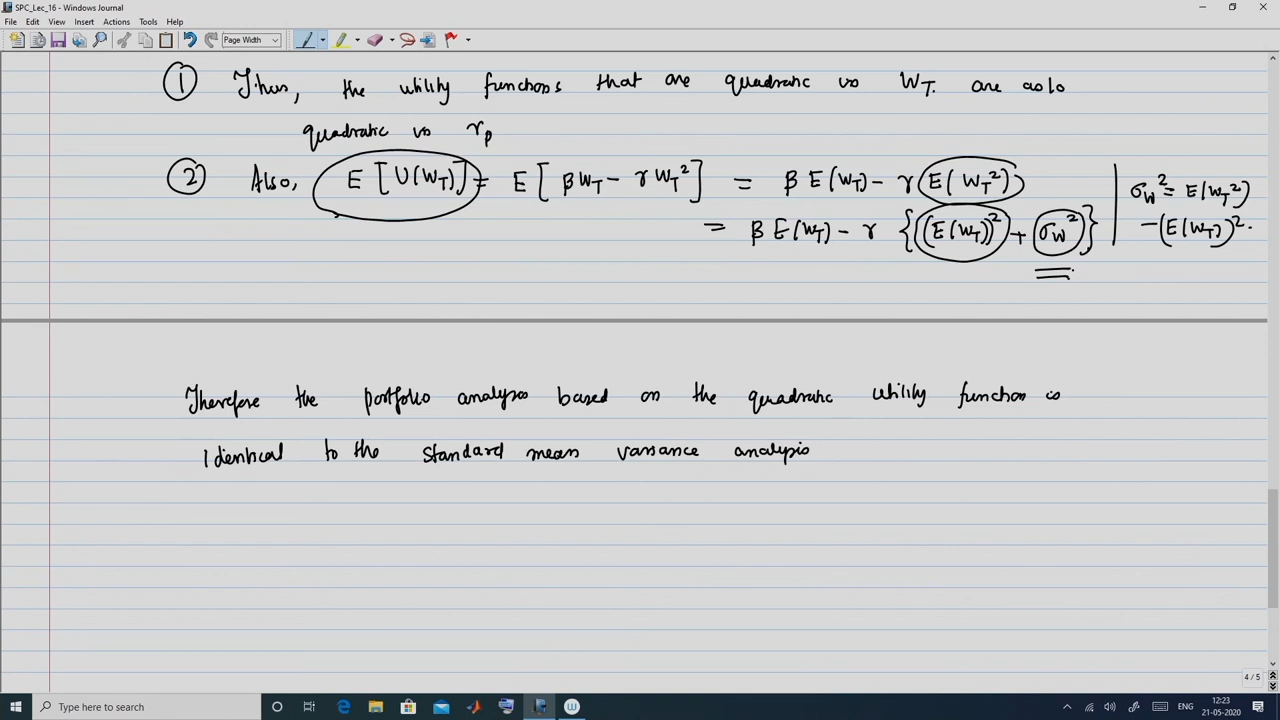 SPC_Lec_16 - Windows Journal
File Edit View Insert Actions Tools Help
Page Width
① Thus, the utility functions that are quadratic in W_T. are aslo
quadratic in r_p
② Also, E[U(W_T)] = E[βW_T - γW_T²] = βE(W_T) - γE(W_T²) | σ_W² = E(W_T²)
= βE(W_T) - γ{(E(W_T))² + σ_W²} | -(E(W_T))².
Therefore the portfolio analysis based on the quadratic utility function is
identical to the standard mean variance analysis
4 / 5
Type here to search
ENG
12:23
21-05-2020